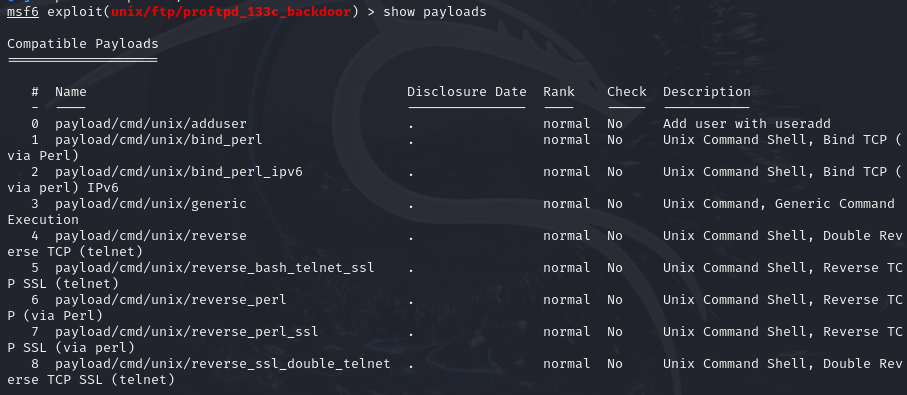 msf6 exploit(unix/ftp/proftpd_133c_backdoor) > show payloads
Compatible Payloads
===================
#  Name                                        Disclosure Date  Rank    Check  Description
-  ----                                        ---------------  ----    -----  -----------
0  payload/cmd/unix/adduser                    .                normal  No     Add user with useradd
1  payload/cmd/unix/bind_perl                  .                normal  No     Unix Command Shell, Bind TCP (
via Perl)
2  payload/cmd/unix/bind_perl_ipv6             .                normal  No     Unix Command Shell, Bind TCP (
via perl) IPv6
3  payload/cmd/unix/generic                    .                normal  No     Unix Command, Generic Command
Execution
4  payload/cmd/unix/reverse                    .                normal  No     Unix Command Shell, Double Rev
erse TCP (telnet)
5  payload/cmd/unix/reverse_bash_telnet_ssl    .                normal  No     Unix Command Shell, Reverse TC
P SSL (telnet)
6  payload/cmd/unix/reverse_perl               .                normal  No     Unix Command Shell, Reverse TC
P (via Perl)
7  payload/cmd/unix/reverse_perl_ssl           .                normal  No     Unix Command Shell, Reverse TC
P SSL (via perl)
8  payload/cmd/unix/reverse_ssl_double_telnet  .                normal  No     Unix Command Shell, Double Rev
erse TCP SSL (telnet)